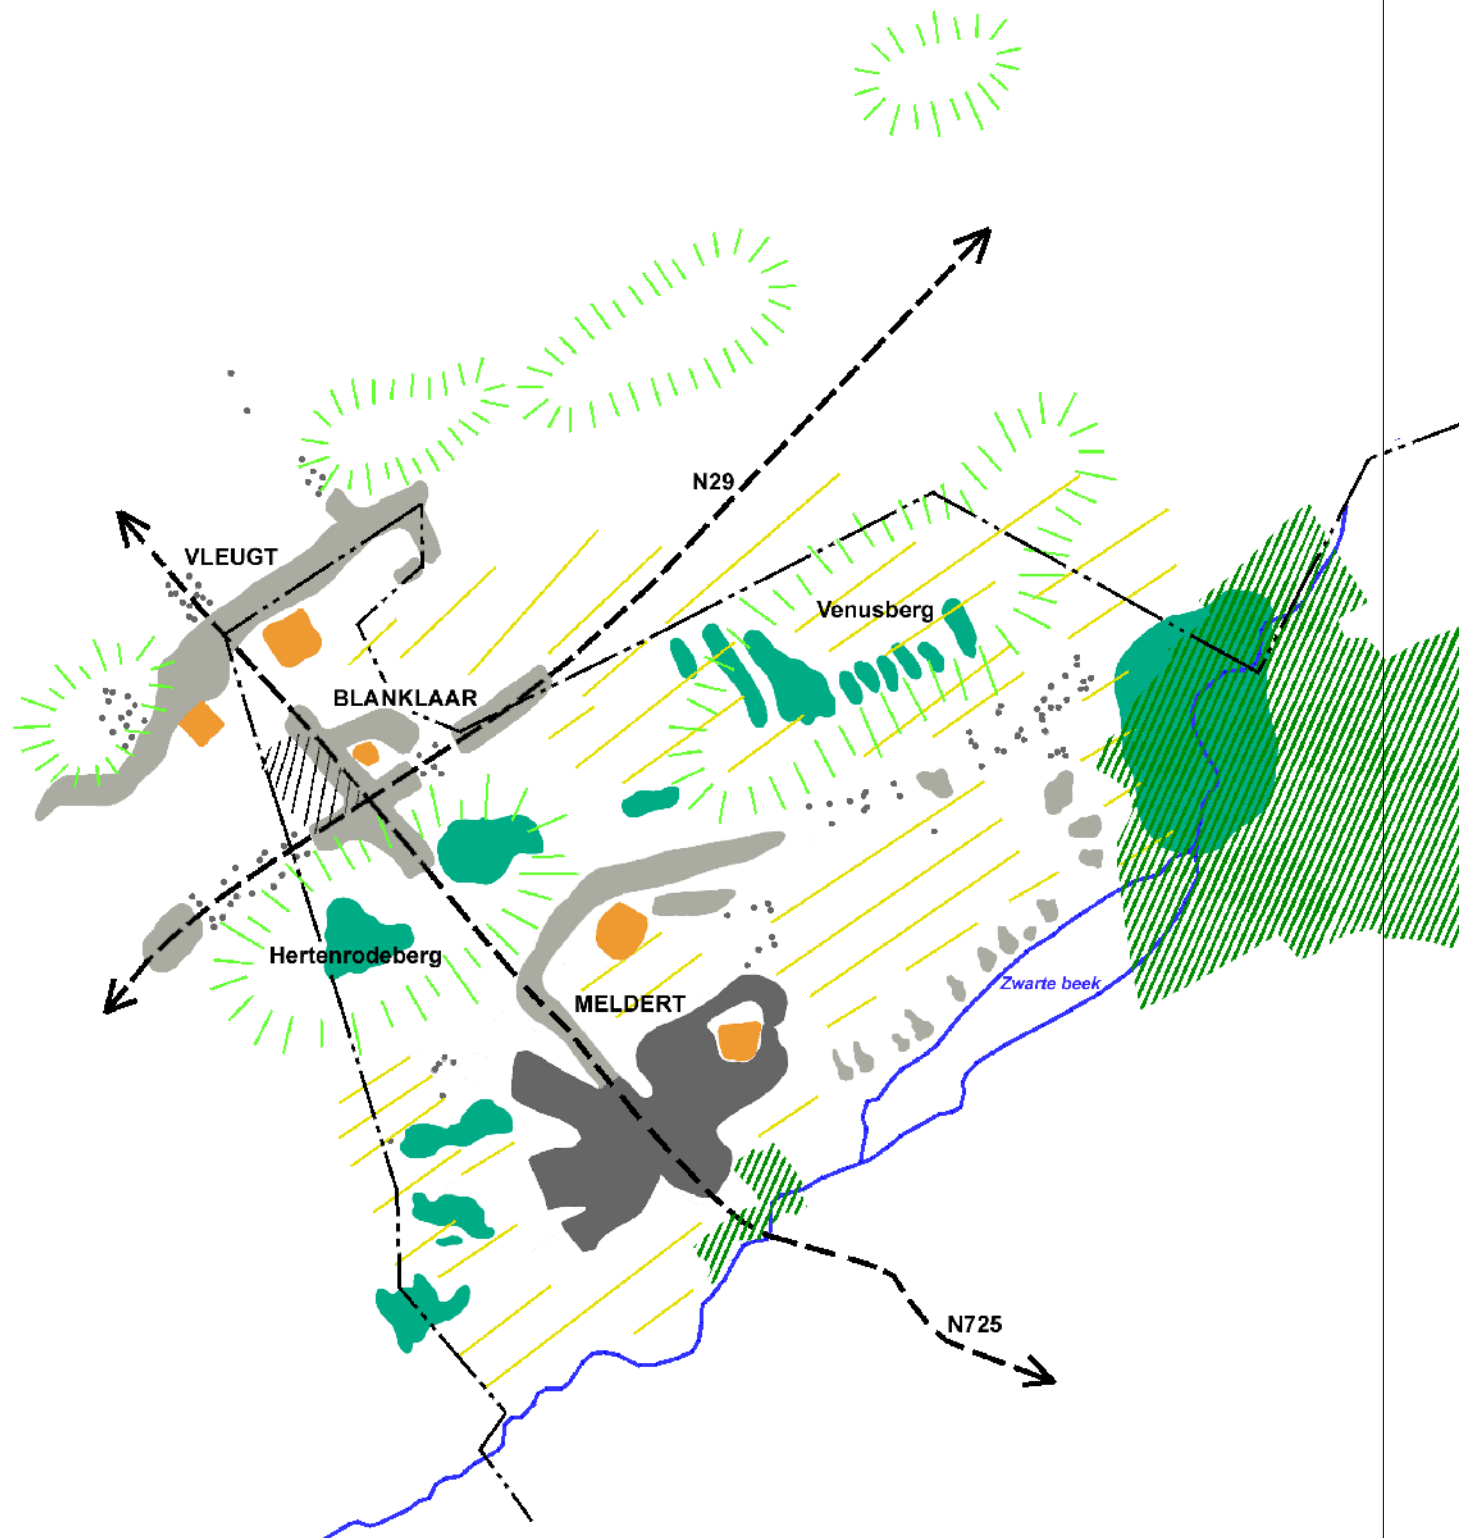 N29
VLEUGT
Venusberg
BLANKLAAR
Hertenrodeberg
Zwarte beek
MELDERT
N725